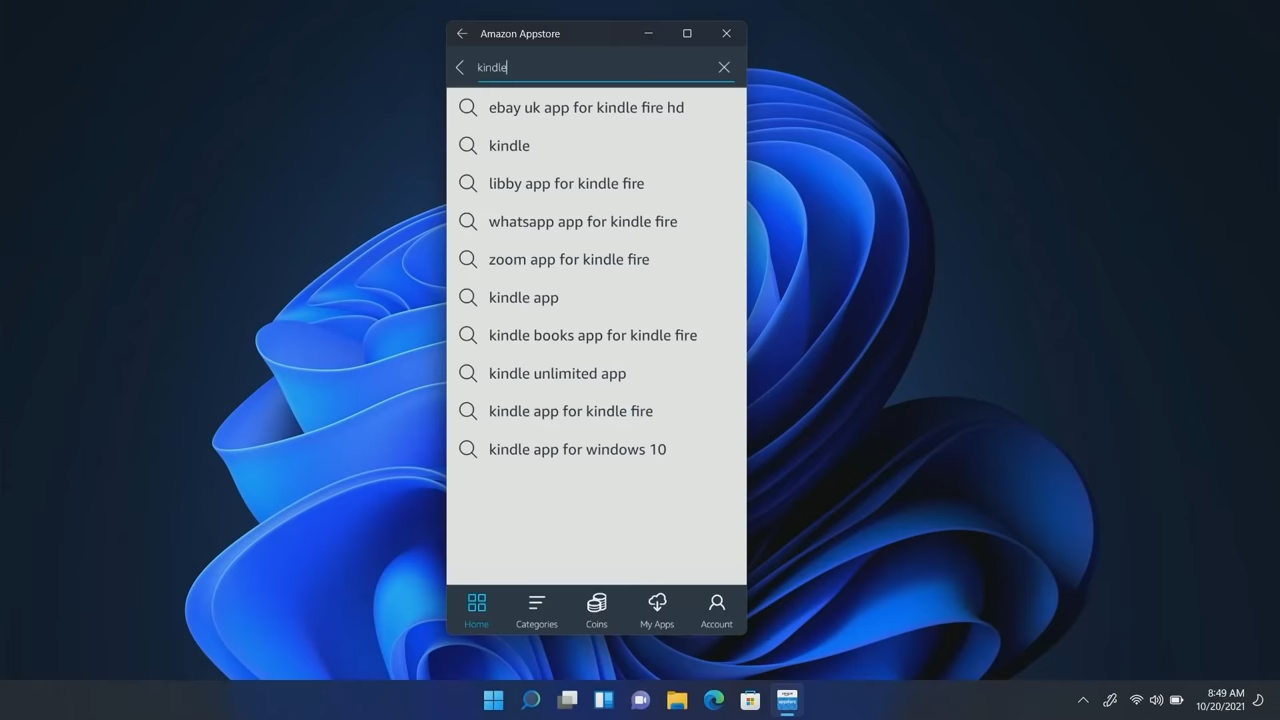 Amazon Appstore
kindle
ebay uk app for kindle fire hd
kindle
libby app for kindle fire
whatsapp app for kindle fire
zoom app for kindle fire
kindle app
kindle books app for kindle fire
kindle unlimited app
kindle app for kindle fire
kindle app for windows 10
Home Categories Coins My Apps Account
8:49 AM
10/20/2021